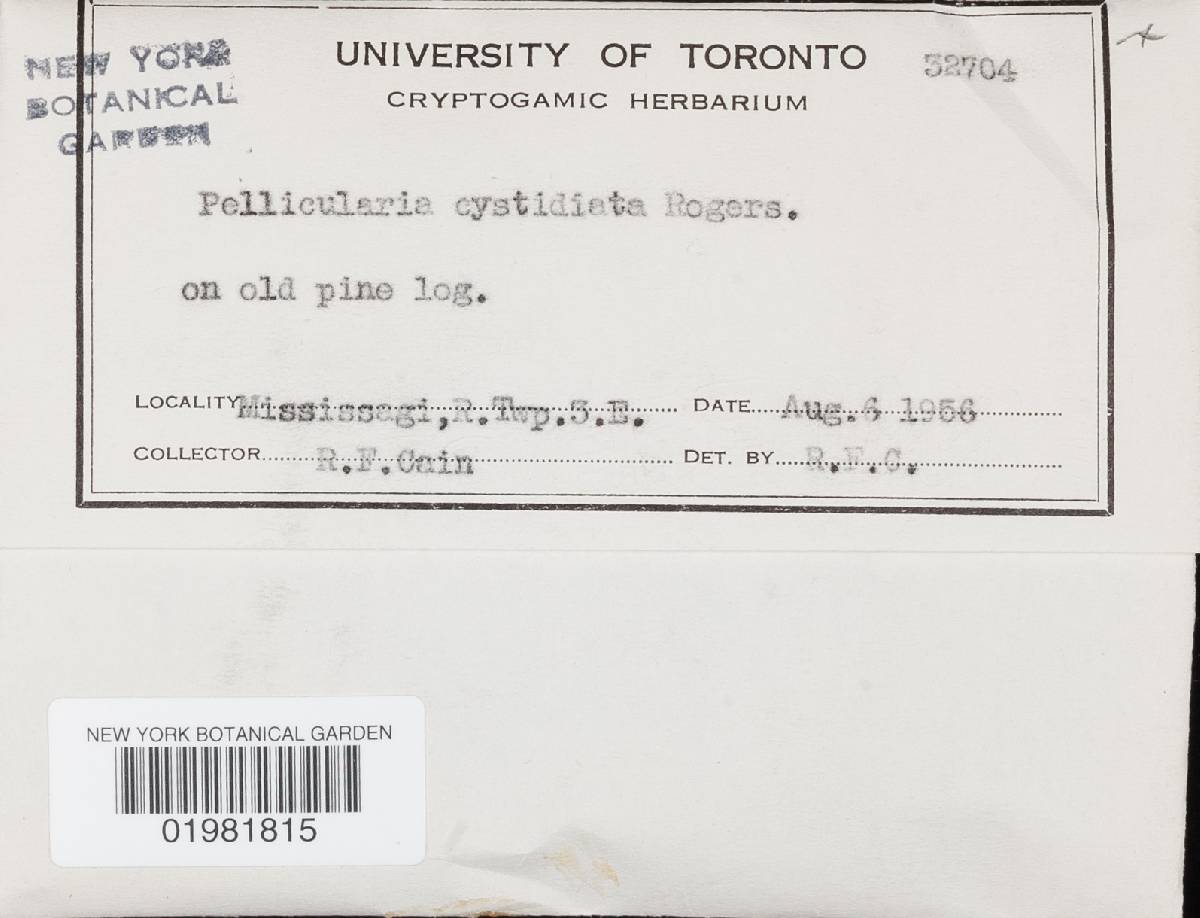 NEW YORK
BOTANICAL
GARDEN
UNIVERSITY OF TORONTO 32704
CRYPTOGAMIC HERBARIUM
Pellicularia cystidiata Rogers.
on old pine log.
LOCALITY Mississagi,R.Twp.3.E. DATE Aug.6 1956
COLLECTOR R.F.Cain DET. BY R.F.C.
NEW YORK BOTANICAL GARDEN
01981815